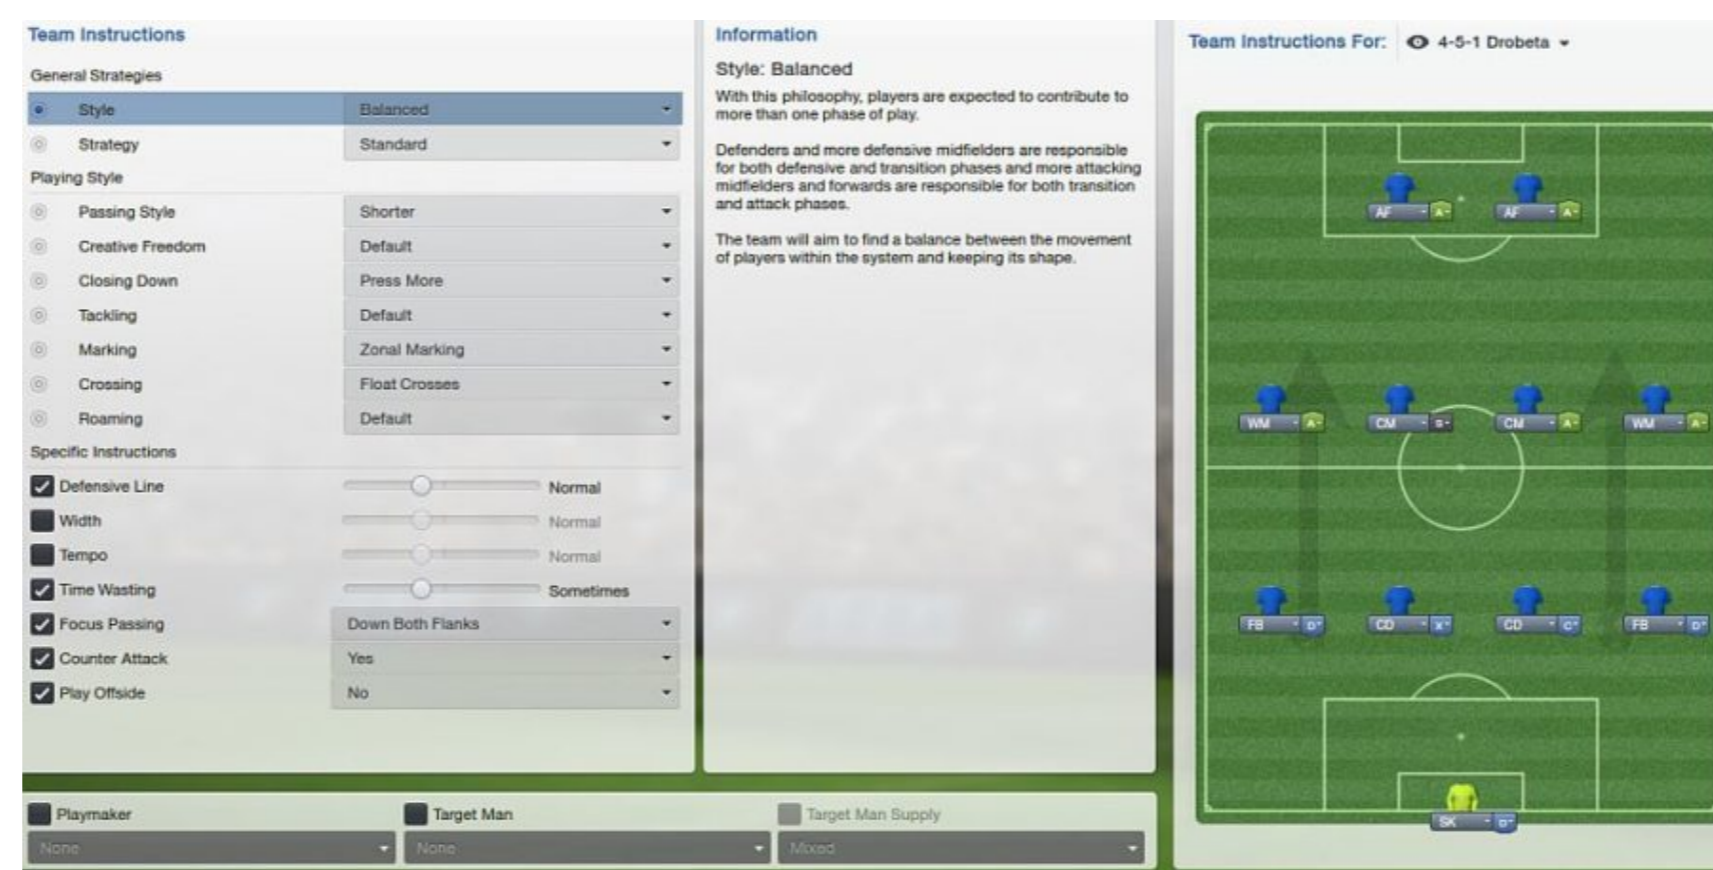 Team Instructions
General Strategies
Style Balanced
Strategy Standard
Playing Style
Passing Style Shorter
Creative Freedom Default
Closing Down Press More
Tackling Default
Marking Zonal Marking
Crossing Float Crosses
Roaming Default
Specific Instructions
Defensive Line Normal
Width Normal
Tempo Normal
Time Wasting Sometimes
Focus Passing Down Both Flanks
Counter Attack Yes
Play Offside No
Playmaker Target Man Target Man Supply
None None Mixed
Information
Style: Balanced
With this philosophy, players are expected to contribute to
more than one phase of play.
Defenders and more defensive midfielders are responsible
for both defensive and transition phases and more attacking
midfielders and forwards are responsible for both transition
and attack phases.
The team will aim to find a balance between the movement
of players within the system and keeping its shape.
Team Instructions For: 4-5-1 Drobeta
AF A AF A
WM A CM S CM A WM A
FB D CD X CD C FB D
SK D